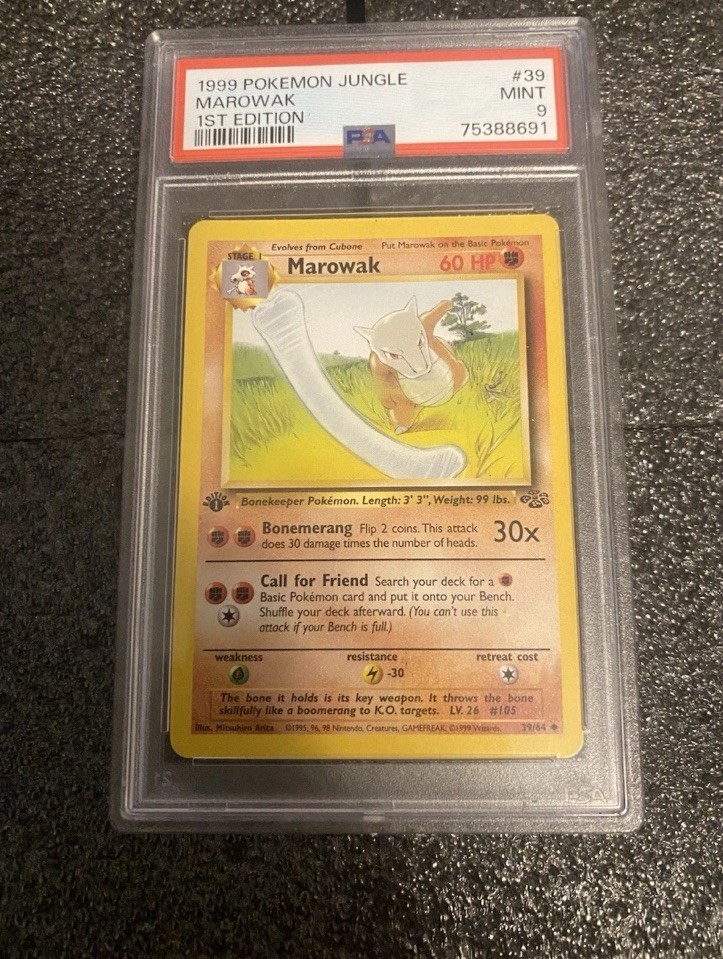 1999 POKEMON JUNGLE #39
MAROWAK MINT
1ST EDITION 9
PSA 75388691
Evolves from Cubone Put Marowak on the Basic Pokémon
STAGE 1
Marowak 60 HP
EDITION
1
Bonekeeper Pokémon. Length: 3' 3", Weight: 99 lbs.
Bonemerang Flip 2 coins. This attack
does 30 damage times the number of heads. 30x
Call for Friend Search your deck for a
Basic Pokémon card and put it onto your Bench.
Shuffle your deck afterward. (You can't use this
attack if your Bench is full.)
weakness resistance retreat cost
-30
The bone it holds is its key weapon. It throws the bone
skillfully like a boomerang to K.O. targets. LV. 26 #105
Illus. Mitsuhiro Arita ©1995, 96, 98 Nintendo, Creatures, GAMEFREAK. ©1999 Wizards. 39/64
PSA